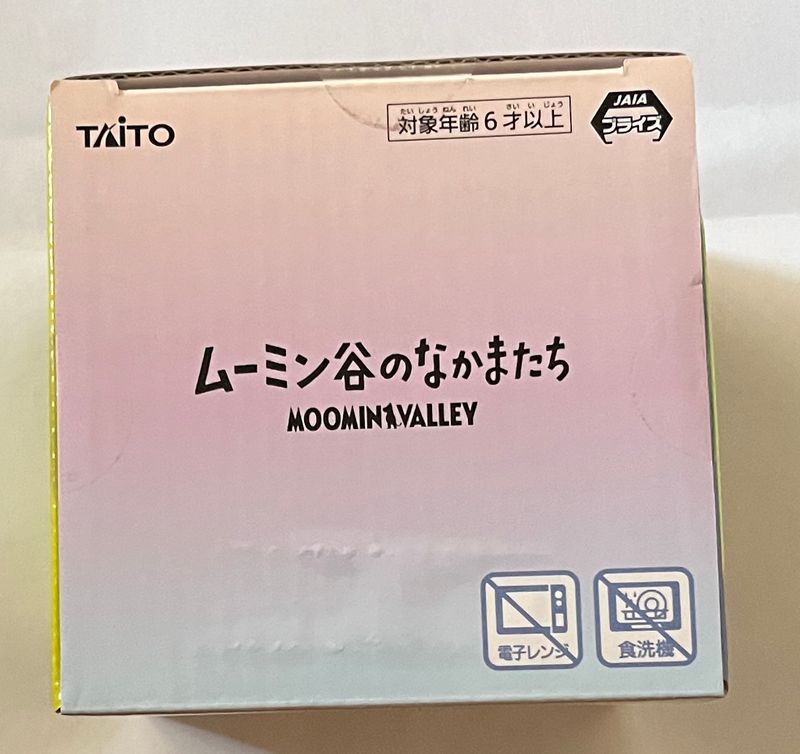 TAiTO
たいしょうねんれい さいいじょう
対象年齢6才以上
JAIA
プライズ
ムーミン谷のなかまたち
MOOMINVALLEY
電子レンジ
食洗機